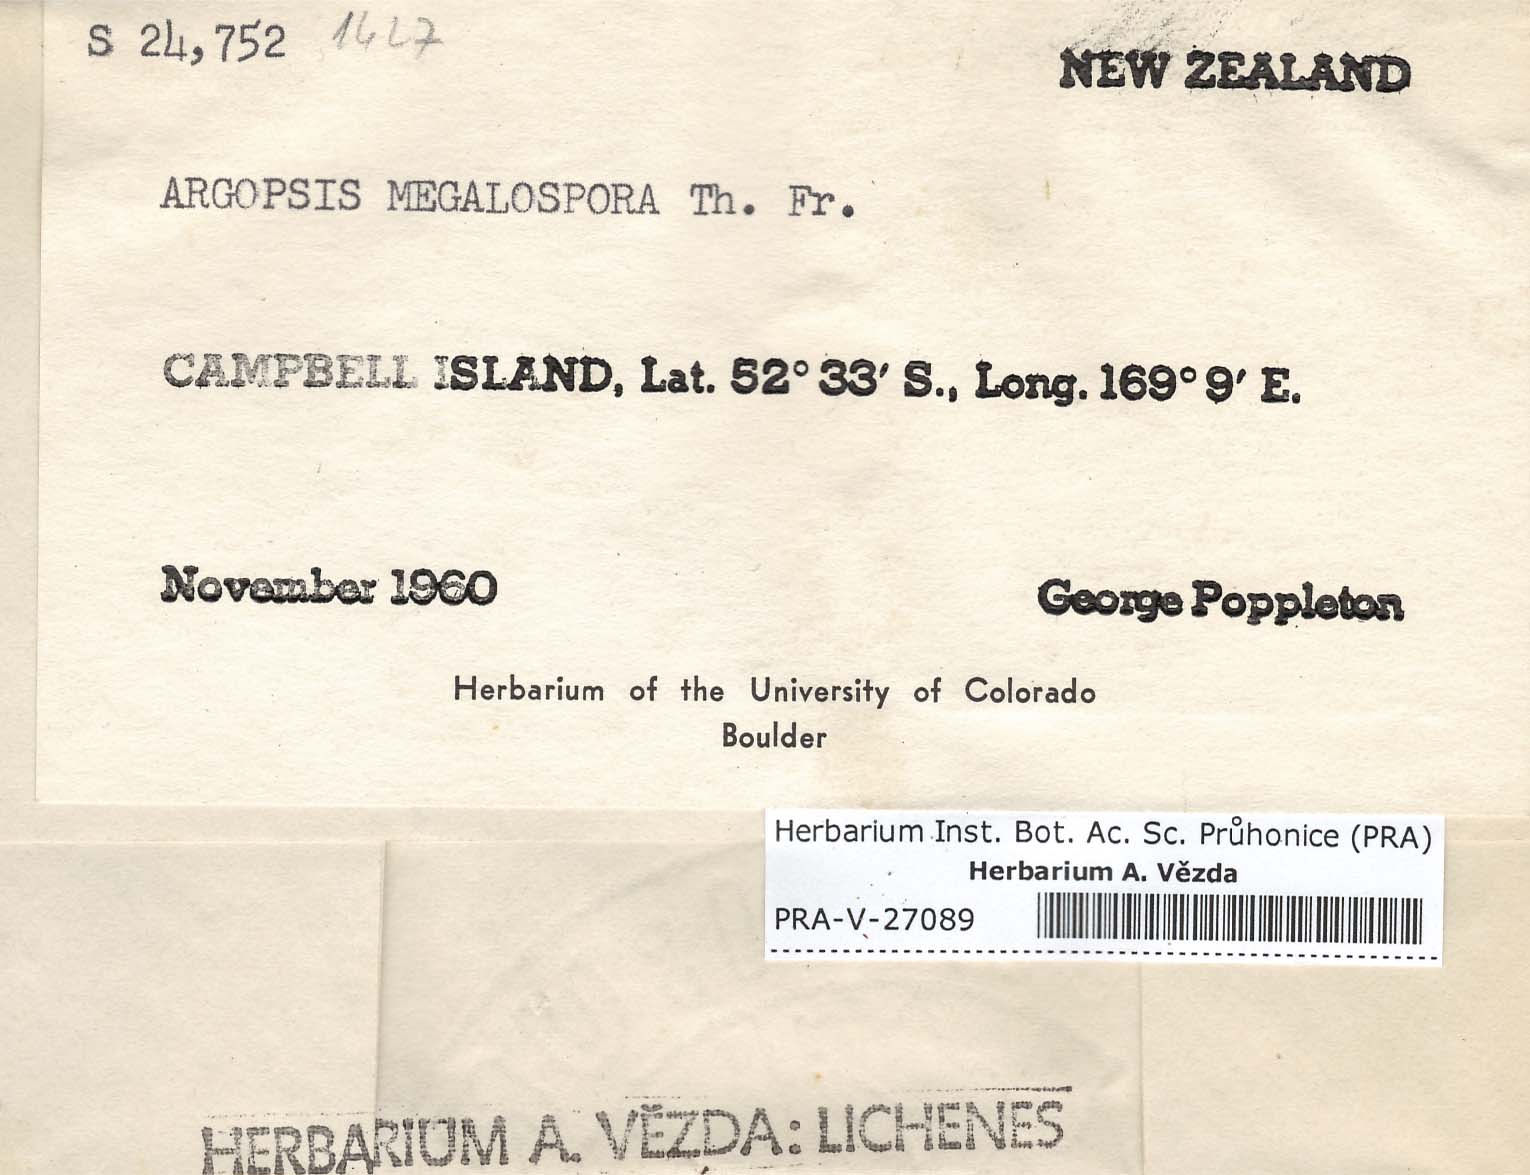 S 24,752 1427
NEW ZEALAND
ARGOPSIS MEGALOSPORA Th. Fr.
CAMPBELL ISLAND, Lat. 52° 33′ S., Long. 169° 9′ E.
November 1960
George Poppleton
Herbarium of the University of Colorado
Boulder
Herbarium Inst. Bot. Ac. Sc. Průhonice (PRA)
Herbarium A. Vězda
PRA-V-27089
HERBARIUM A. VĚZDA: LICHENES